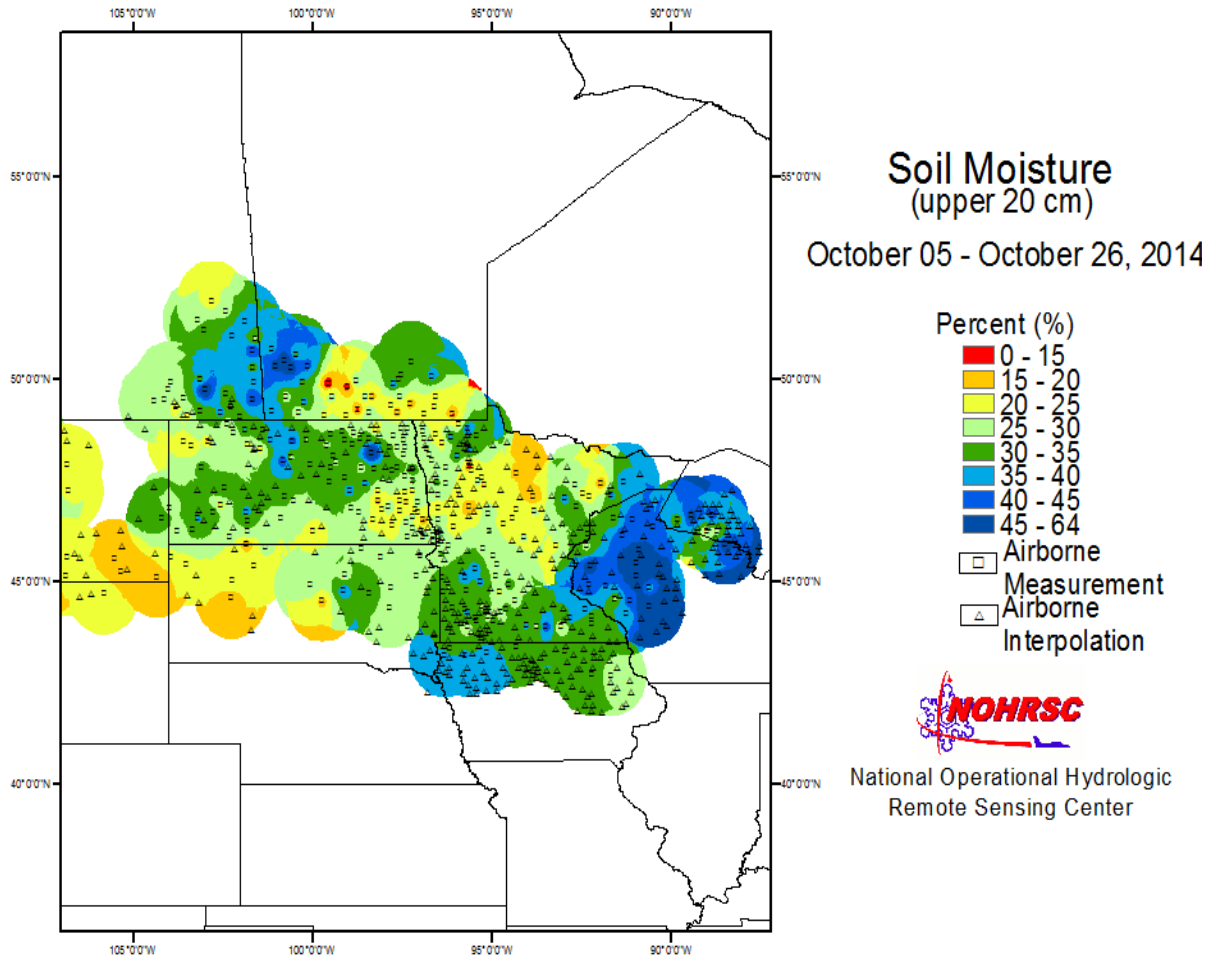 105°0'0"W 100°0'0"W 95°0'0"W 90°0'0"W
55°0'0"N
55°0'0"N
50°0'0"N
50°0'0"N
45°0'0"N
45°0'0"N
40°0'0"N
40°0'0"N
105°0'0"W 100°0'0"W 95°0'0"W 90°0'0"W
Soil Moisture
(upper 20 cm)
October 05 - October 26, 2014
Percent (%)
0 - 15
15 - 20
20 - 25
25 - 30
30 - 35
35 - 40
40 - 45
45 - 64
Airborne
Measurement
Airborne
Interpolation
NOHRSC
National Operational Hydrologic
Remote Sensing Center